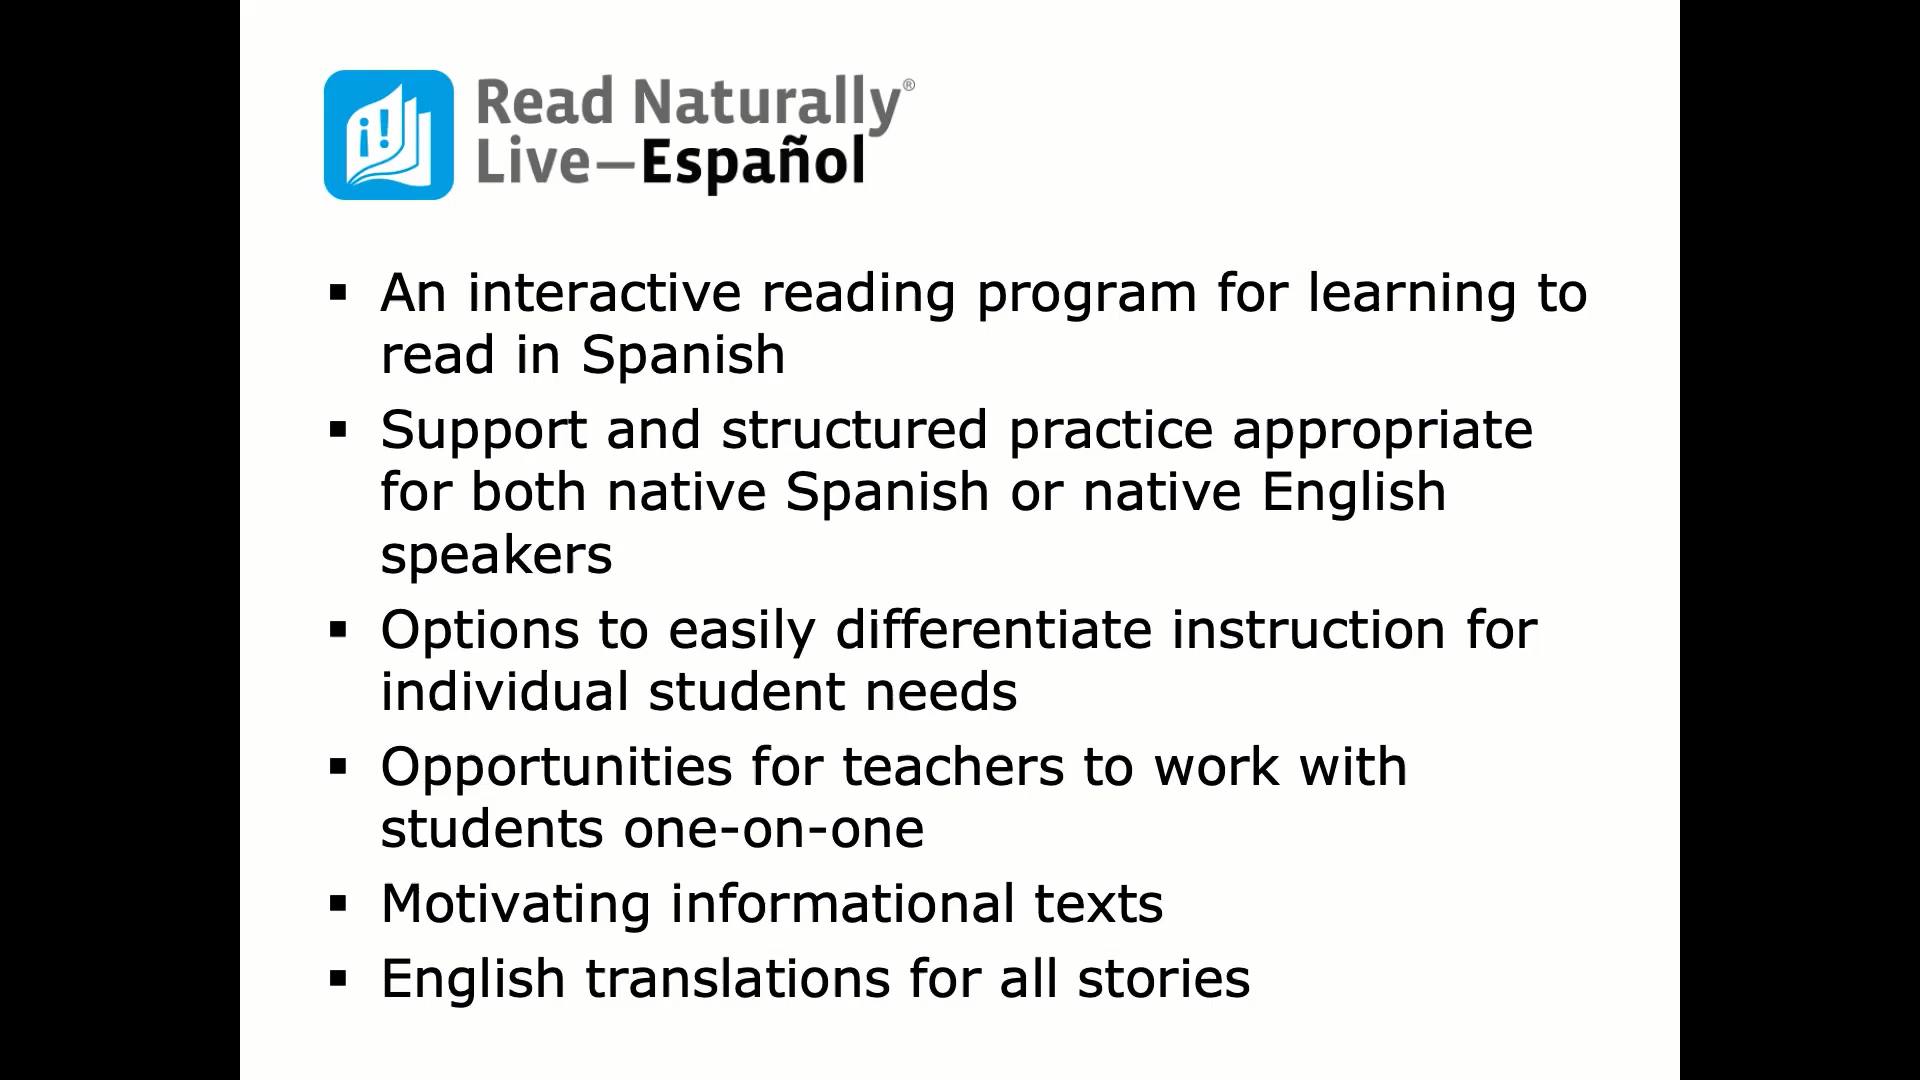 Read Naturally®
Live—Español
▪ An interactive reading program for learning to
read in Spanish
▪ Support and structured practice appropriate
for both native Spanish or native English
speakers
▪ Options to easily differentiate instruction for
individual student needs
▪ Opportunities for teachers to work with
students one-on-one
▪ Motivating informational texts
▪ English translations for all stories